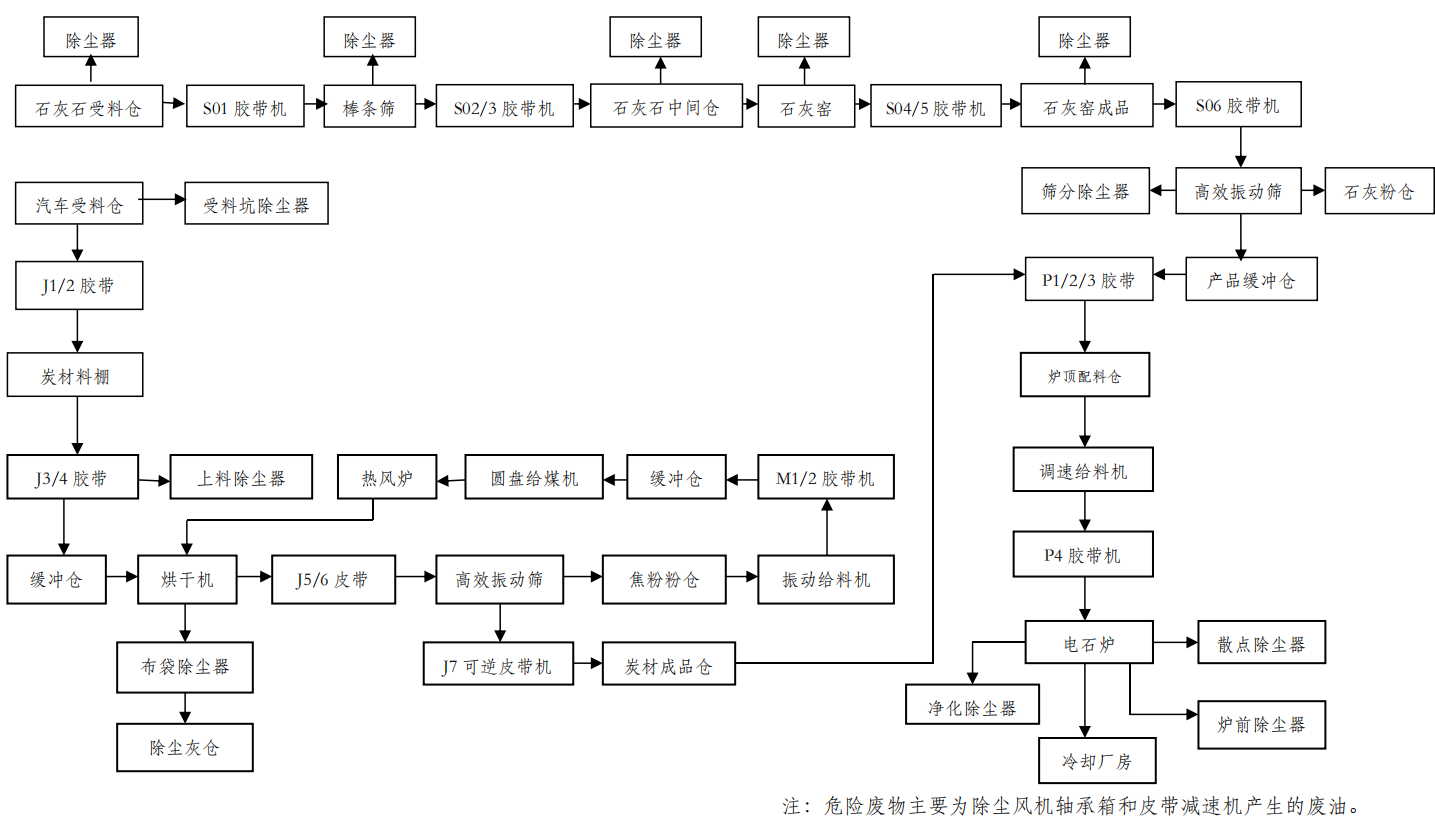 除尘器
除尘器
除尘器
除尘器
除尘器
石灰石受料仓
S01 胶带机
棒条筛
S02/3 胶带机
石灰石中间仓
石灰窑
S04/5 胶带机
石灰窑成品
S06 胶带机
汽车受料仓
受料坑除尘器
筛分除尘器
高效振动筛
石灰粉仓
J1/2 胶带
P1/2/3 胶带
产品缓冲仓
炭材料棚
炉顶配料仓
J3/4 胶带
上料除尘器
热风炉
圆盘给煤机
缓冲仓
M1/2 胶带机
调速给料机
缓冲仓
烘干机
J5/6 皮带
高效振动筛
焦粉粉仓
振动给料机
P4 胶带机
布袋除尘器
J7 可逆皮带机
炭材成品仓
电石炉
散点除尘器
净化除尘器
炉前除尘器
除尘灰仓
冷却厂房
注：危险废物主要为除尘风机轴承箱和皮带减速机产生的废油。